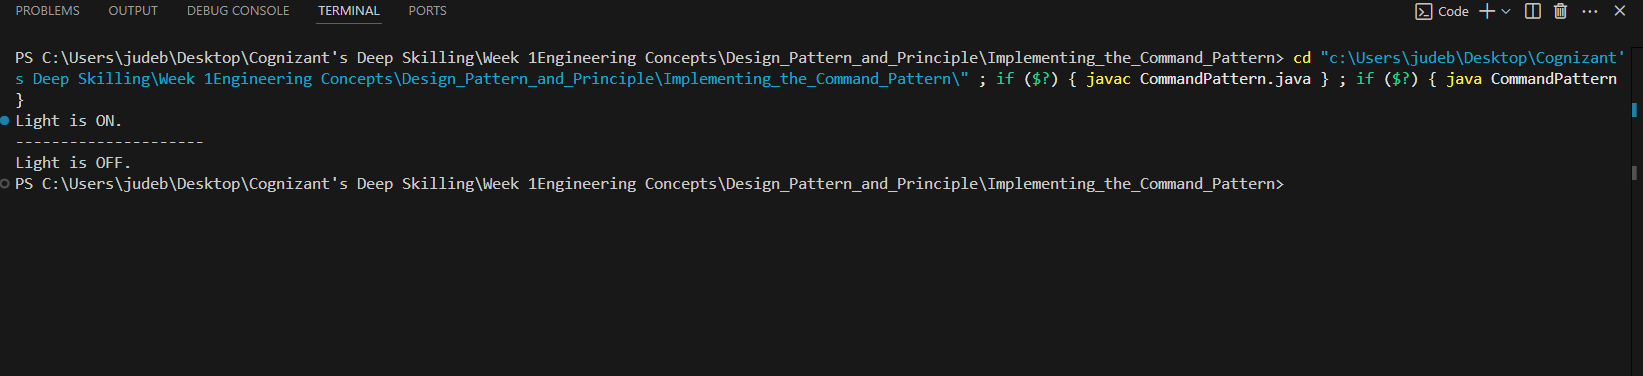 PROBLEMS OUTPUT DEBUG CONSOLE TERMINAL PORTS Code
PS C:\Users\judeb\Desktop\Cognizant's Deep Skilling\Week 1Engineering Concepts\Design_Pattern_and_Principle\Implementing_the_Command_Pattern> cd "c:\Users\judeb\Desktop\Cognizant'
s Deep Skilling\Week 1Engineering Concepts\Design_Pattern_and_Principle\Implementing_the_Command_Pattern\" ; if ($?) { javac CommandPattern.java } ; if ($?) { java CommandPattern
}
Light is ON.
---------------------
Light is OFF.
PS C:\Users\judeb\Desktop\Cognizant's Deep Skilling\Week 1Engineering Concepts\Design_Pattern_and_Principle\Implementing_the_Command_Pattern>